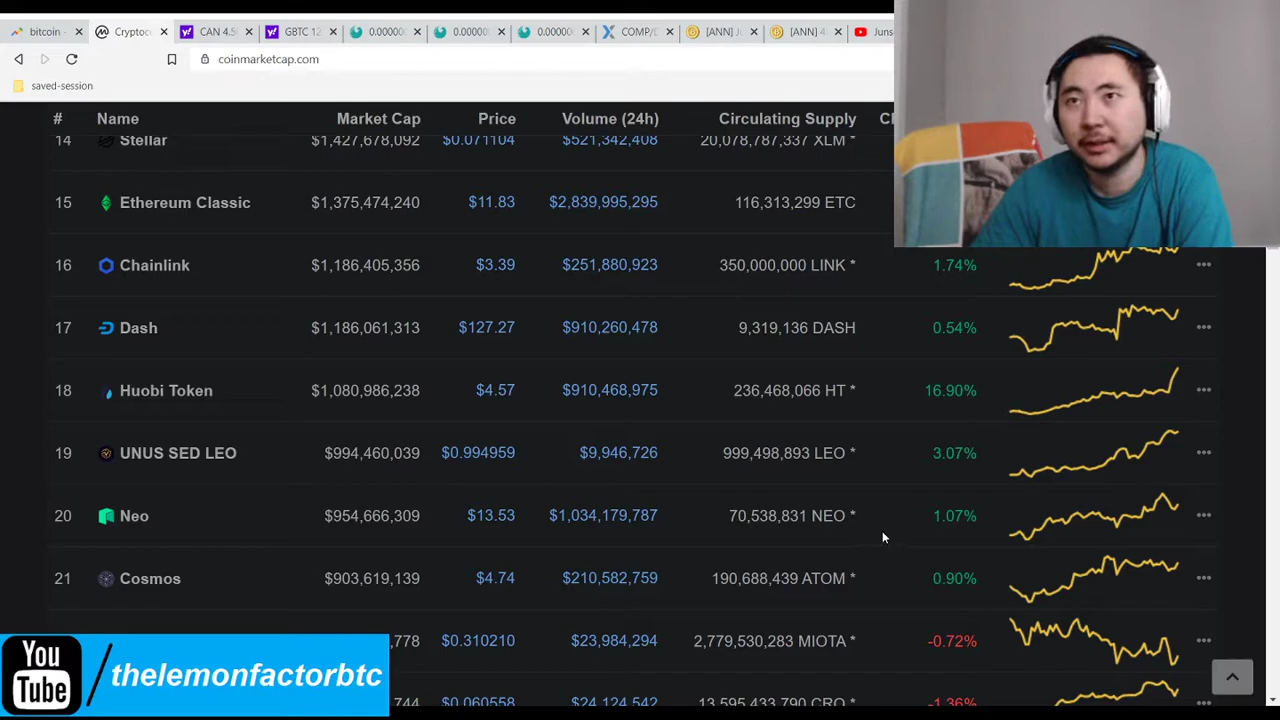 bitcoin
Cryptoc
CAN 4.5
GBTC 12
0.00000
0.00000
0.00000
COMP/
[ANN] J
[ANN] 4
Juns
coinmarketcap.com
saved-session
# Name Market Cap Price Volume (24h) Circulating Supply
14 Stellar $1,427,678,092 $0.071104 $521,342,408 20,078,787,337 XLM *
15 Ethereum Classic $1,375,474,240 $11.83 $2,839,995,295 116,313,299 ETC
16 Chainlink $1,186,405,356 $3.39 $251,880,923 350,000,000 LINK * 1.74%
17 Dash $1,186,061,313 $127.27 $910,260,478 9,319,136 DASH 0.54%
18 Huobi Token $1,080,986,238 $4.57 $910,468,975 236,468,066 HT * 16.90%
19 UNUS SED LEO $994,460,039 $0.994959 $9,946,726 999,498,893 LEO * 3.07%
20 Neo $954,666,309 $13.53 $1,034,179,787 70,538,831 NEO * 1.07%
21 Cosmos $903,619,139 $4.74 $210,582,759 190,688,439 ATOM * 0.90%
,778 $0.310210 $23,984,294 2,779,530,283 MIOTA * -0.72%
744 $0.060558 $24,124,542 13,595,433,790 CRO * -1.36%
You
Tube
/thelemonfactorbtc